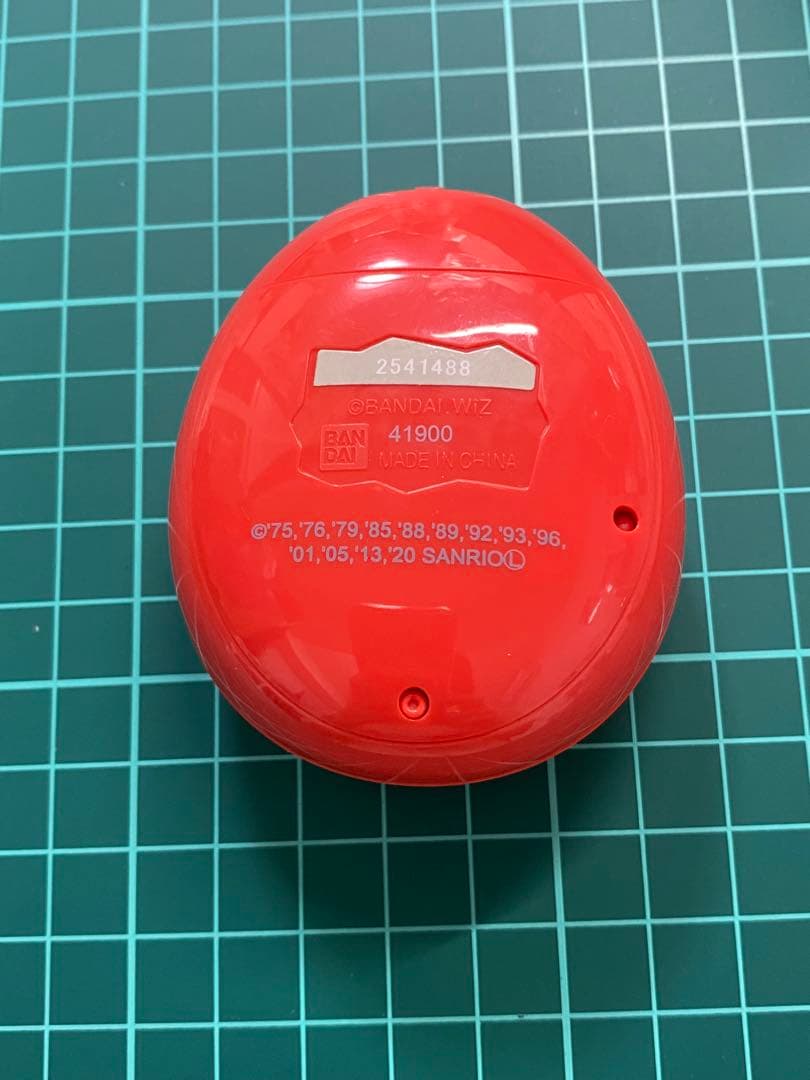 2541488
©BANDAI,WiZ
BAN
DAI
41900
MADE IN CHINA
©'75,'76,'79,'85,'88,'89,'92,'93,'96,
'01,'05,'13,'20 SANRIOⓁ